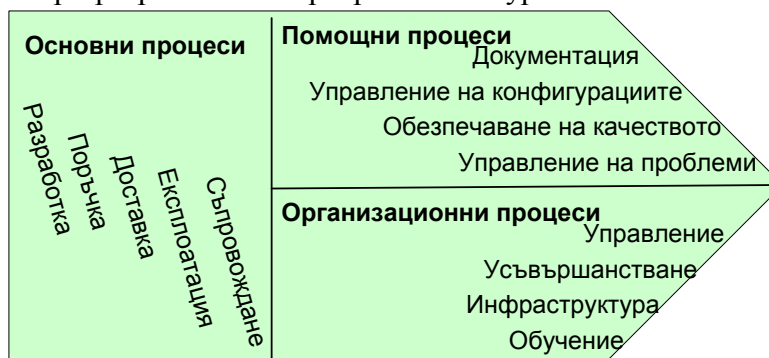 Основни процеси
Разработка
Поръчка
Доставка
Експлоатация
Съпровождане
Помощни процеси
Документация
Управление на конфигурациите
Обезпечаване на качеството
Управление на проблеми
Организационни процеси
Управление
Усъвършанстване
Инфраструктура
Обучение